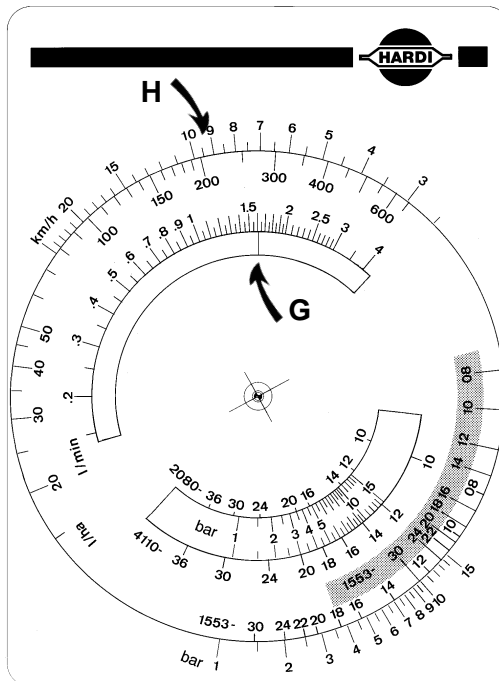 HARDI
H
km/h 20 15 10 9 8 7 6 5 4 3
l/ha 20 30 40 50 100 150 200 300 400 600
l/min .2 .3 .4 .5 .6 .7 .8 .9 1 1.5 2 2.5 3 4
G
2080- 36 30 24 20 16 14 12 10
bar 1 2 3 4 5 10 15
4110- 36 30 24 20 18 16 14 12 10
1553- 30 24 22 20 18 16 14 12 10 08
1553- 30 24 22 20 18 16 14 12 10 08
bar 1 2 3 4 5 6 7 8 9 10 15